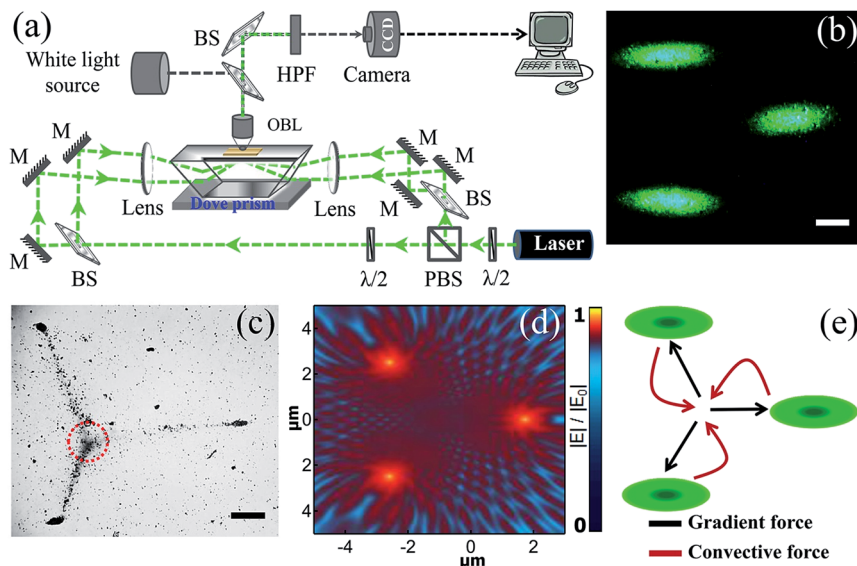 (a)
BS
HPF
Camera
CCD
White light
source
OBL
M
M
M
M
Lens
Dove prism
Lens
M
BS
M
BS
λ/2
PBS
λ/2
Laser
(b)
(c)
(d)
4
2
0
2
4
μm
-4
-2
0
2
μm
1
|E| / |E₀|
0
(e)
Gradient force
Convective force